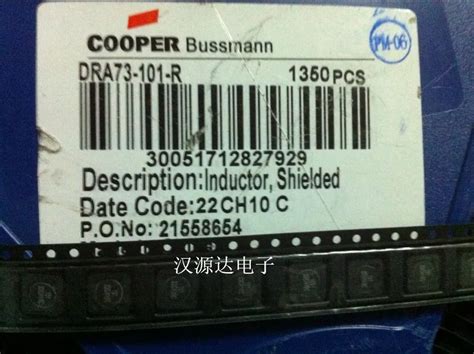 COOPER Bussmann
PM-06
DRA73-101-R 1350 PCS
30051712827929
Description:Inductor, Shielded
Date Code:22CH10 C
P.O.No: 21558654
汉源达电子